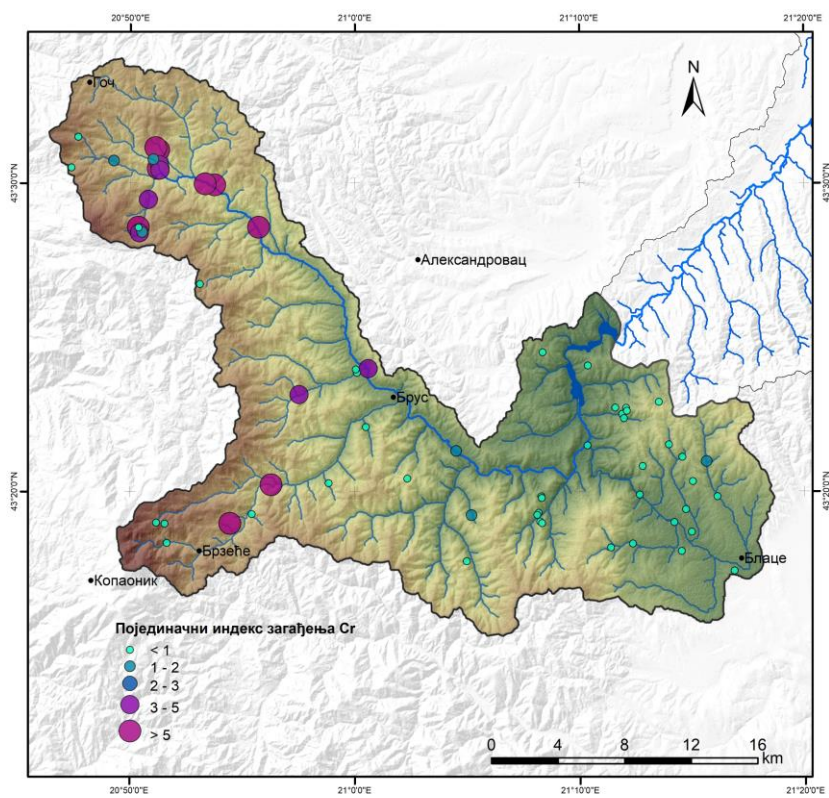 20°50'0"E 21°0'0"E 21°10'0"E 21°20'0"E
Гоч
N
43°30'0"N 43°30'0"N
Александровац
Брус
43°20'0"N 43°20'0"N
Брзеће
Блаце
Копаоник
Појединачни индекс загађења Cr
< 1
1 - 2
2 - 3
3 - 5
> 5
0 4 8 12 16
km
20°50'0"E 21°0'0"E 21°10'0"E 21°20'0"E